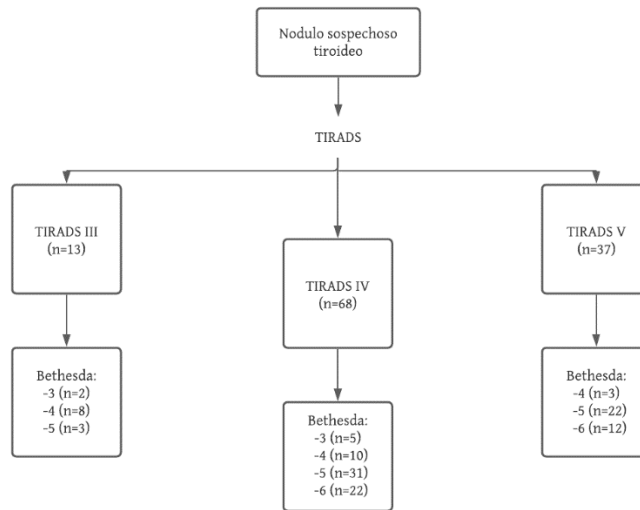 Nodulo sospechoso
tiroideo
TIRADS
TIRADS III
(n=13)
TIRADS IV
(n=68)
TIRADS V
(n=37)
Bethesda:
-3 (n=2)
-4 (n=8)
-5 (n=3)
Bethesda:
-3 (n=5)
-4 (n=10)
-5 (n=31)
-6 (n=22)
Bethesda:
-4 (n=3)
-5 (n=22)
-6 (n=12)